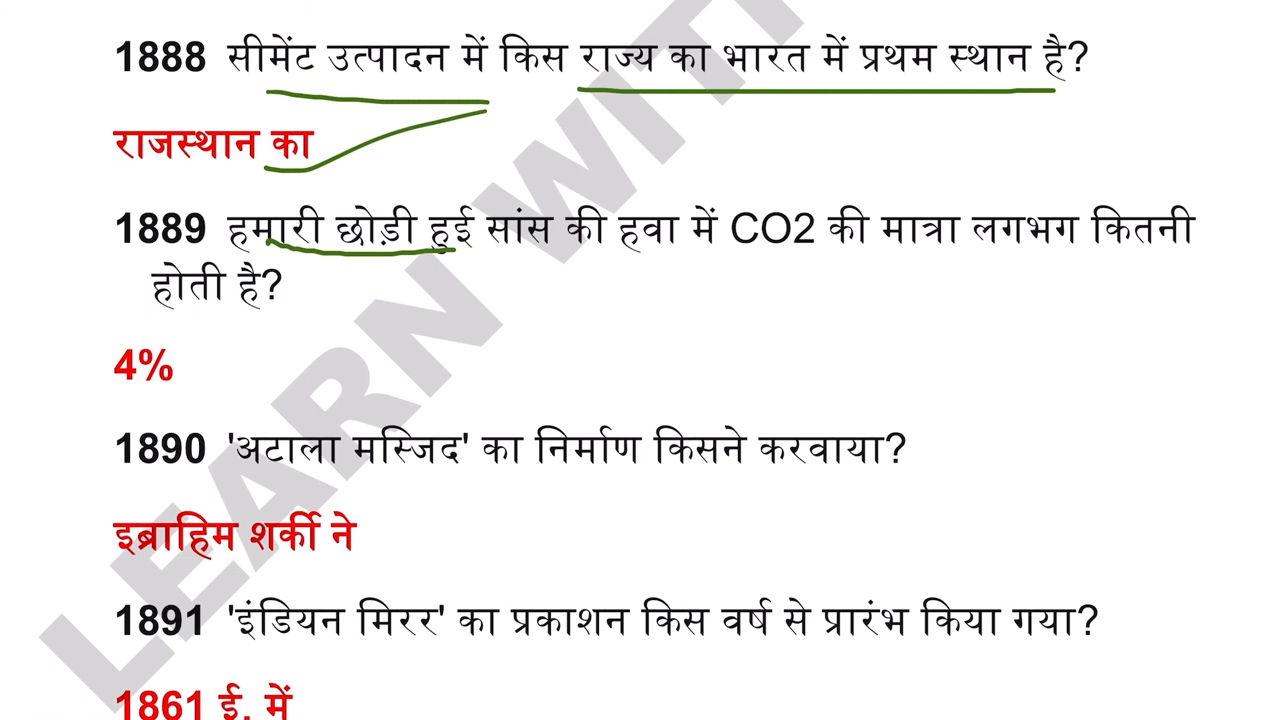 1888 सीमेंट उत्पादन में किस राज्य का भारत में प्रथम स्थान है?
राजस्थान का
1889 हमारी छोड़ी हुई सांस की हवा में CO2 की मात्रा लगभग कितनी
होती है?
4%
1890 'अटाला मस्जिद' का निर्माण किसने करवाया?
इब्राहिम शर्की ने
1891 'इंडियन मिरर' का प्रकाशन किस वर्ष से प्रारंभ किया गया?
1861 ई. में
LEARN WIT